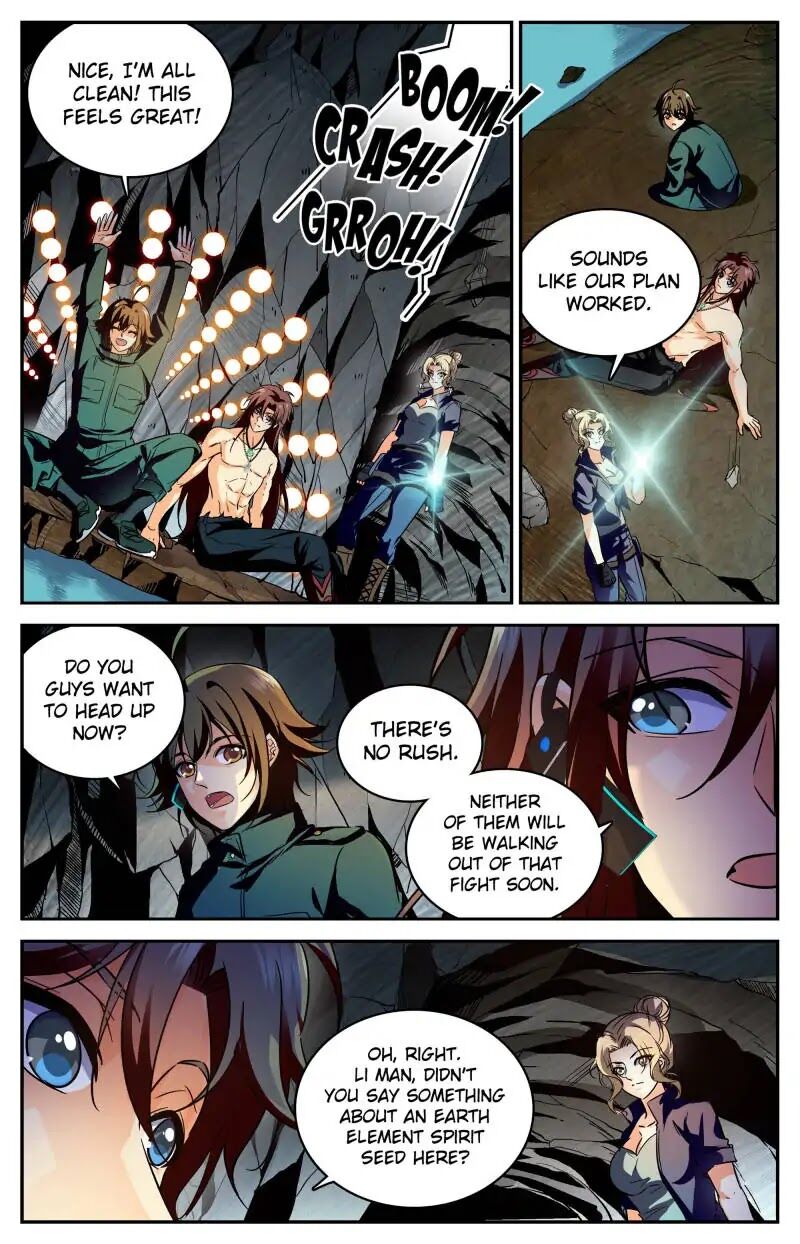 NICE, I'M ALL
CLEAN! THIS
FEELS GREAT!
BOOM!
CRASH!
GRROH!
SOUNDS
LIKE OUR PLAN
WORKED.
DO YOU
GUYS WANT
TO HEAD UP
NOW?
THERE'S
NO RUSH.
NEITHER
OF THEM WILL
BE WALKING
OUT OF THAT
FIGHT SOON.
OH, RIGHT.
LI MAN, DIDN'T
YOU SAY SOMETHING
ABOUT AN EARTH
ELEMENT SPIRIT
SEED HERE?